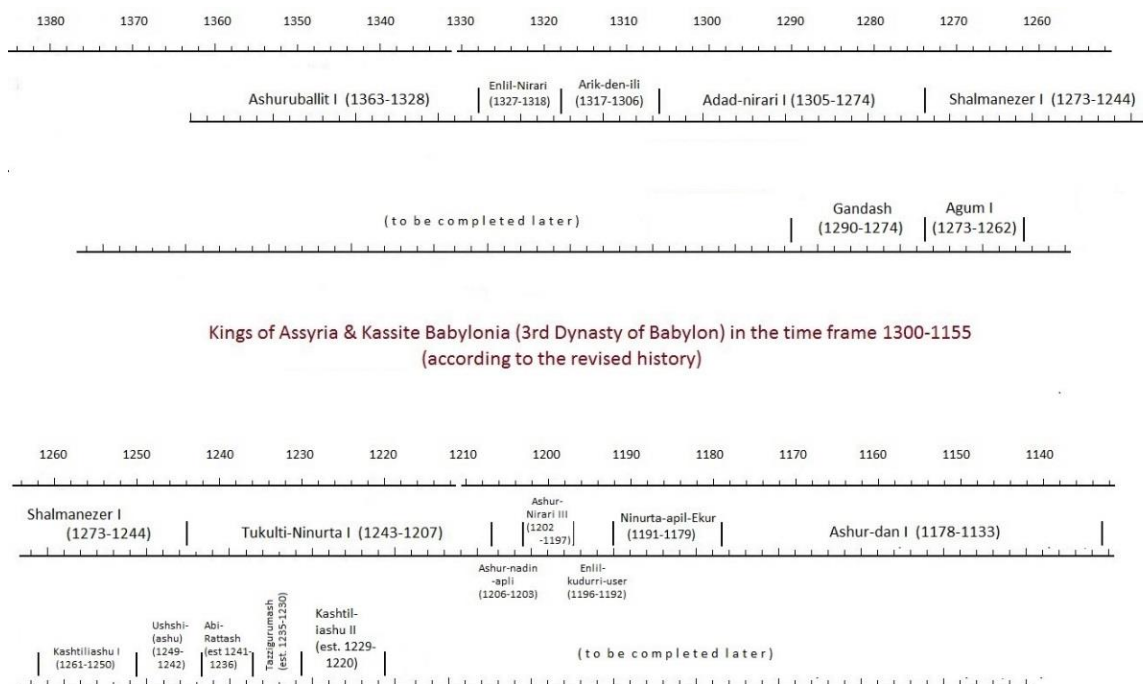 1380 1370 1360 1350 1340 1330 1320 1310 1300 1290 1280 1270 1260
Ashuruballit I (1363-1328)
Enlil-Nirari
(1327-1318)
Arik-den-ili
(1317-1306)
Adad-nirari I (1305-1274)
Shalmanezer I (1273-1244)
(to be completed later)
Gandash
(1290-1274)
Agum I
(1273-1262)
Kings of Assyria & Kassite Babylonia (3rd Dynasty of Babylon) in the time frame 1300-1155
(according to the revised history)
1260 1250 1240 1230 1220 1210 1200 1190 1180 1170 1160 1150 1140
Shalmanezer I
(1273-1244)
Tukulti-Ninurta I (1243-1207)
Ashur-
Nirari III
(1202
-1197)
Ninurta-apil-Ekur
(1191-1179)
Ashur-dan I (1178-1133)
Ashur-nadin
-apli
(1206-1203)
Enlil-
kudurri-user
(1196-1192)
Kashtiliashu I
(1261-1250)
Ushshi-
(ashu)
(1249-
1242)
Abi-
Rattash
(est 1241-
1236)
Tazzigurumash
(est. 1235-1230)
Kashtil-
iashu II
(est. 1229-
1220)
(to be completed later)